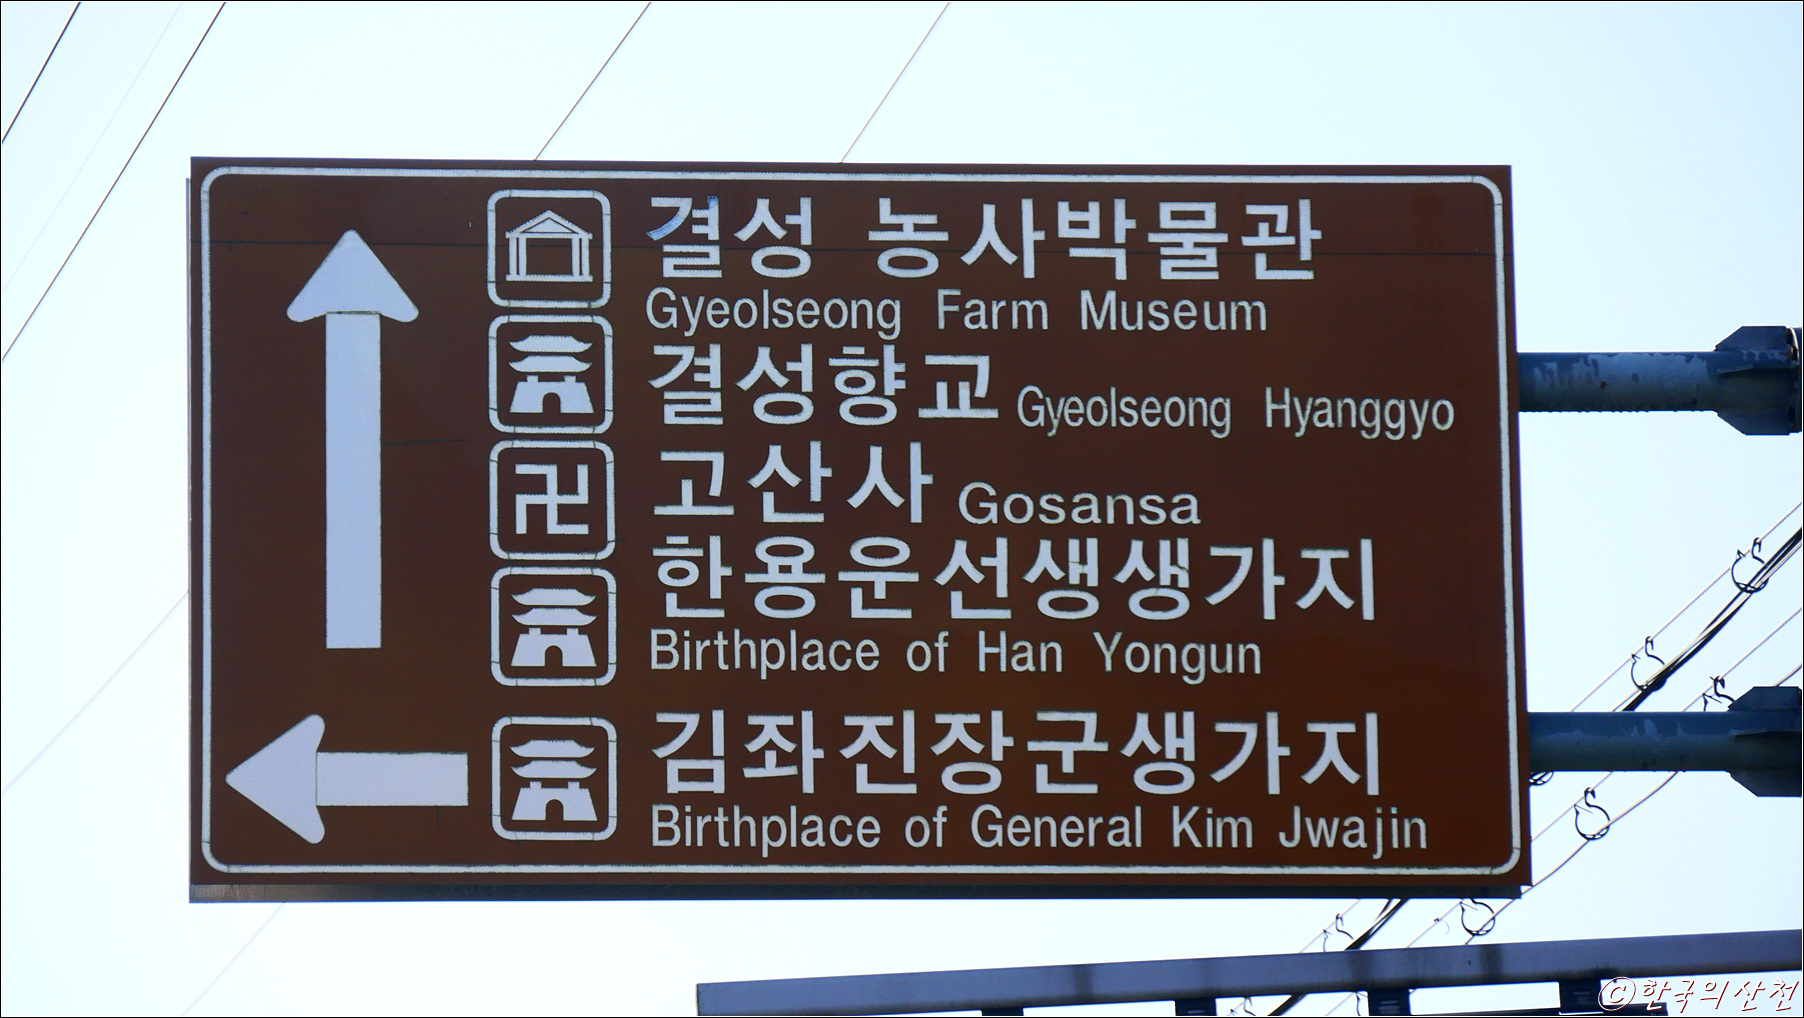 결성 농사박물관
Gyeolseong Farm Museum
결성향교 Gyeolseong Hyanggyo
고산사 Gosansa
한용운선생생가지
Birthplace of Han Yongun
김좌진장군생가지
Birthplace of General Kim Jwajin
©한국의산천